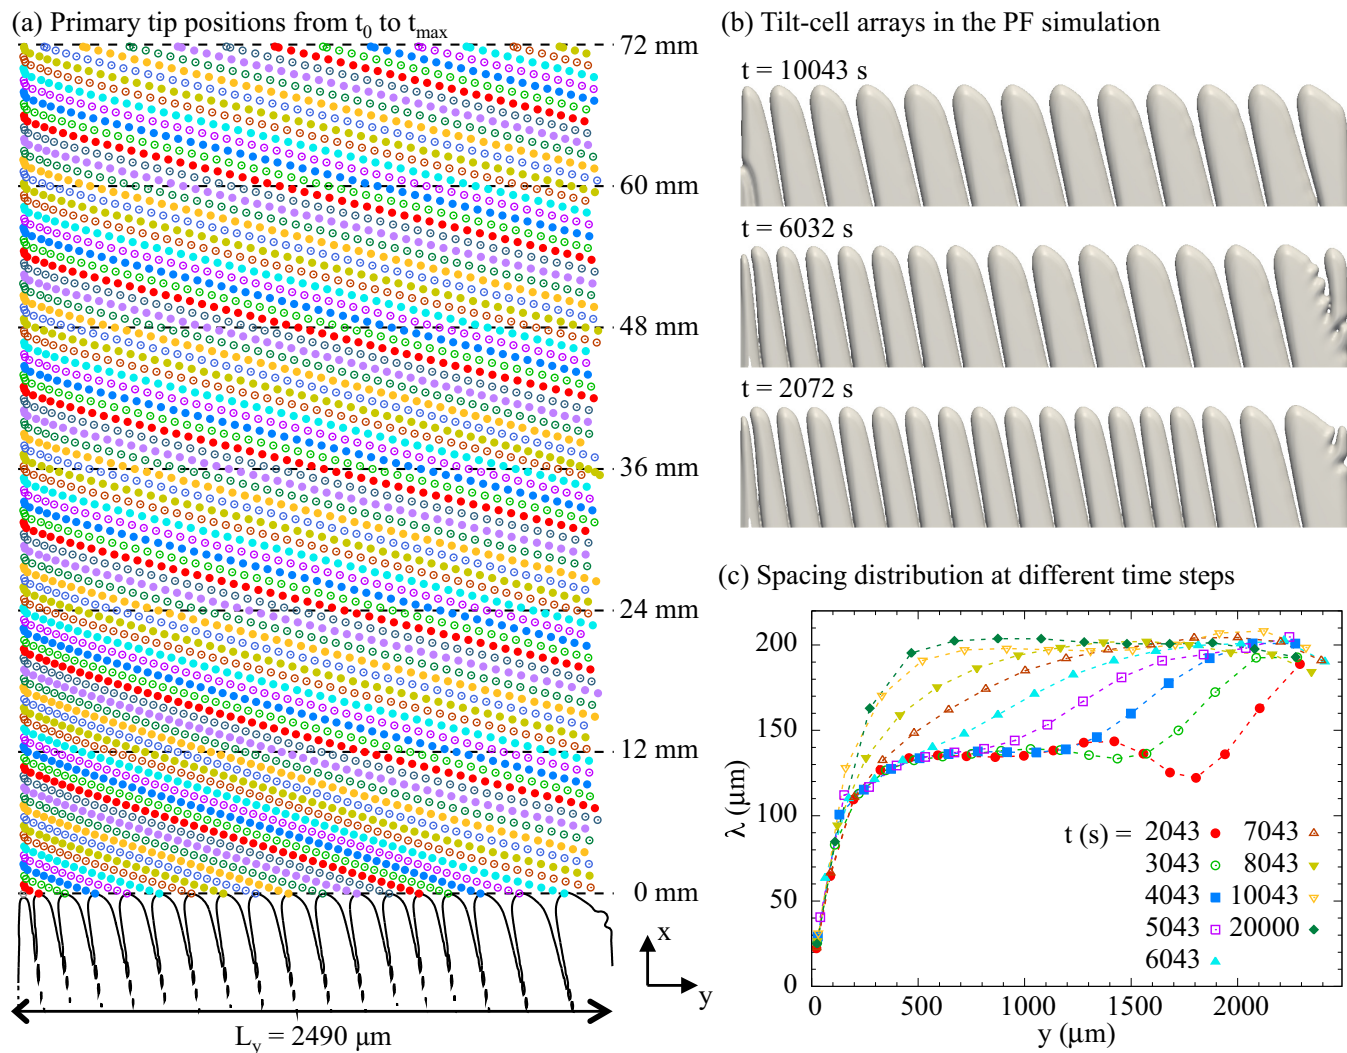 (a) Primary tip positions from t0 to tmax
72 mm
60 mm
48 mm
36 mm
24 mm
12 mm
0 mm
x
y
Ly = 2490 µm
(b) Tilt-cell arrays in the PF simulation
t = 10043 s
t = 6032 s
t = 2072 s
(c) Spacing distribution at different time steps
200
150
100
50
0
λ (µm)
t (s) = 2043 7043
3043 8043
4043 10043
5043 20000
6043
0 500 1000 1500 2000
y (µm)